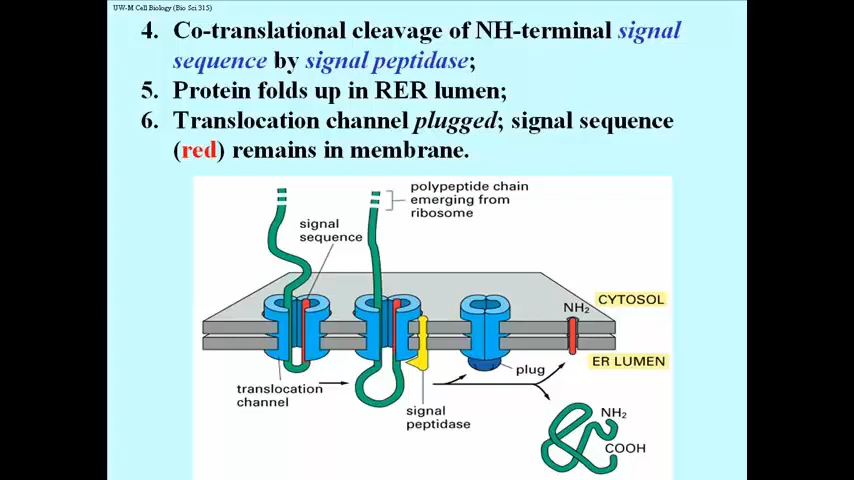 UW-M Cell Biology (Bio Sci 315)
4. Co-translational cleavage of NH-terminal signal
sequence by signal peptidase;
5. Protein folds up in RER lumen;
6. Translocation channel plugged; signal sequence
(red) remains in membrane.
polypeptide chain
emerging from
ribosome
signal
sequence
NH₂
CYTOSOL
ER LUMEN
plug
translocation
channel
signal
peptidase
NH₂
COOH